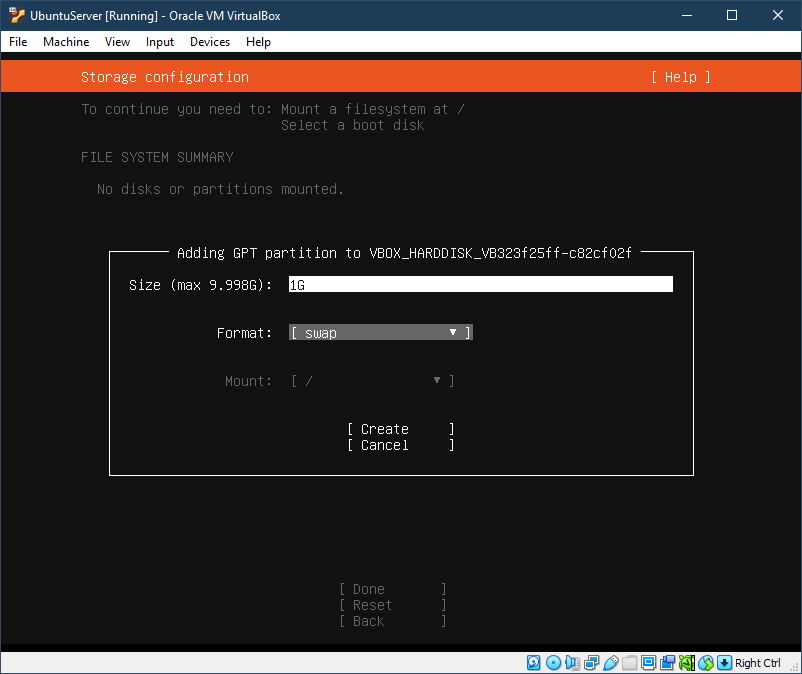 UbuntuServer [Running] - Oracle VM VirtualBox
File Machine View Input Devices Help
Storage configuration [ Help ]
To continue you need to: Mount a filesystem at /
Select a boot disk
FILE SYSTEM SUMMARY
No disks or partitions mounted.
Adding GPT partition to VBOX_HARDDISK_VB323f25ff-c82cf02f
Size (max 9.998G): 1G
Format: [ swap ▼ ]
Mount: [ / ▼ ]
[ Create ]
[ Cancel ]
[ Done ]
[ Reset ]
[ Back ]
Right Ctrl